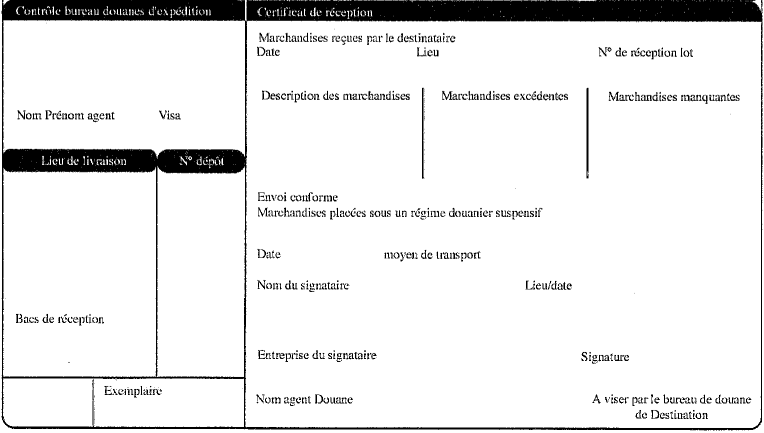 Contrôle bureau douanes d'expédition
Nom Prénom agent Visa
Lieu de livraison N° dépôt
Bacs de réception
Exemplaire
Certificat de réception
Marchandises reçues par le destinataire
Date Lieu N° de réception lot
Description des marchandises Marchandises excédentes Marchandises manquantes
Envoi conforme
Marchandises placées sous un régime douanier suspensif
Date moyen de transport
Nom du signataire Lieu/date
Entreprise du signataire Signature
Nom agent Douane A viser par le bureau de douane
de Destination